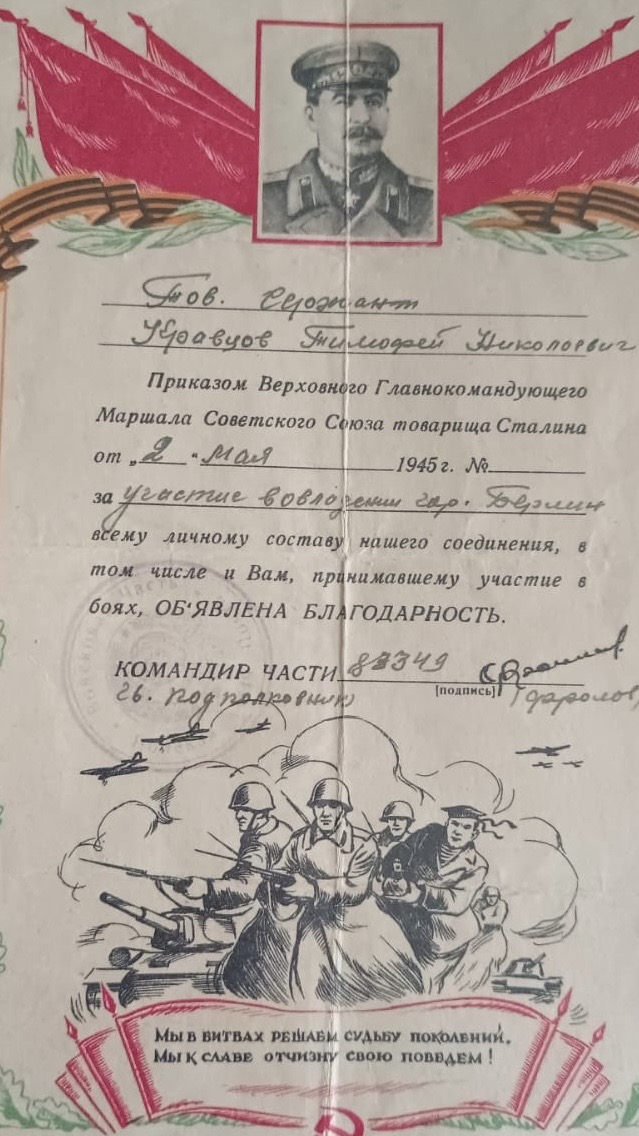 Тов. Сержант
Кравцов Тимофей Николаевич
Приказом Верховного Главнокомандующего
Маршала Советского Союза товарища Сталина
от „2 “ Мая 1945 г. №
за участие в овладении гор. Берлин
всему личному составу нашего соединения, в
том числе и Вам, принимавшему участие в
боях, ОБ‘ЯВЛЕНА БЛАГОДАРНОСТЬ.
КОМАНДИР ЧАСТИ 83349
[подпись]
гв. подполковник
МЫ В БИТВАХ РЕШАЕМ СУДЬБУ ПОКОЛЕНИЙ,
МЫ К СЛАВЕ ОТЧИЗНУ СВОЮ ПОВЕДЕМ!